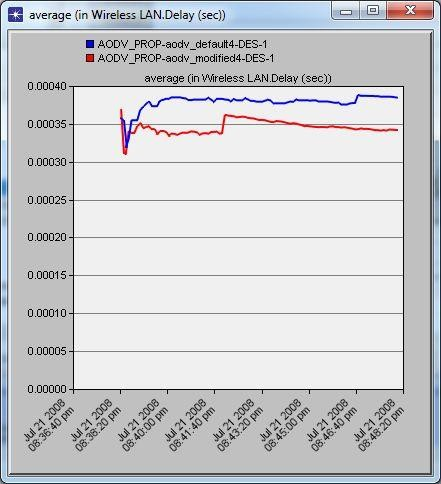 average (in Wireless LAN.Delay (sec))
AODV_PROP-aodv_default4-DES-1
AODV_PROP-aodv_modified4-DES-1
average (in Wireless LAN.Delay (sec))
0.00040
0.00035
0.00030
0.00025
0.00020
0.00015
0.00010
0.00005
0.00000
Jul 21 2008
08:36:40 pm
Jul 21 2008
08:38:20 pm
Jul 21 2008
08:40:00 pm
Jul 21 2008
08:41:40 pm
Jul 21 2008
08:43:20 pm
Jul 21 2008
08:45:00 pm
Jul 21 2008
08:46:40 pm
Jul 21 2008
08:48:20 pm